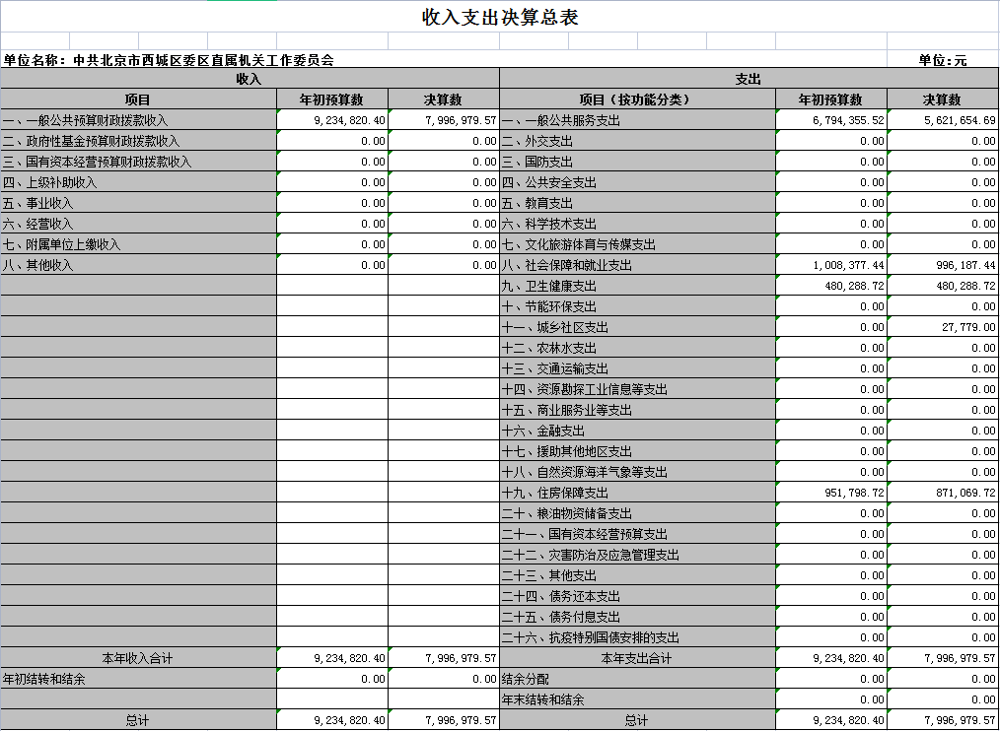 收入支出决算总表
单位名称：中共北京市西城区委区直属机关工作委员会 单位:元
收入 支出
项目 年初预算数 决算数 项目（按功能分类） 年初预算数 决算数
一、一般公共预算财政拨款收入 9,234,820.40 7,996,979.57 一、一般公共服务支出 6,794,355.52 5,621,654.69
二、政府性基金预算财政拨款收入 0.00 0.00 二、外交支出 0.00 0.00
三、国有资本经营预算财政拨款收入 0.00 0.00 三、国防支出 0.00 0.00
四、上级补助收入 0.00 0.00 四、公共安全支出 0.00 0.00
五、事业收入 0.00 0.00 五、教育支出 0.00 0.00
六、经营收入 0.00 0.00 六、科学技术支出 0.00 0.00
七、附属单位上缴收入 0.00 0.00 七、文化旅游体育与传媒支出 0.00 0.00
八、其他收入 0.00 0.00 八、社会保障和就业支出 1,008,377.44 996,187.44
九、卫生健康支出 480,288.72 480,288.72
十、节能环保支出 0.00 0.00
十一、城乡社区支出 0.00 27,779.00
十二、农林水支出 0.00 0.00
十三、交通运输支出 0.00 0.00
十四、资源勘探工业信息等支出 0.00 0.00
十五、商业服务业等支出 0.00 0.00
十六、金融支出 0.00 0.00
十七、援助其他地区支出 0.00 0.00
十八、自然资源海洋气象等支出 0.00 0.00
十九、住房保障支出 951,798.72 871,069.72
二十、粮油物资储备支出 0.00 0.00
二十一、国有资本经营预算支出 0.00 0.00
二十二、灾害防治及应急管理支出 0.00 0.00
二十三、其他支出 0.00 0.00
二十四、债务还本支出 0.00 0.00
二十五、债务付息支出 0.00 0.00
二十六、抗疫特别国债安排的支出 0.00 0.00
本年收入合计 9,234,820.40 7,996,979.57 本年支出合计 9,234,820.40 7,996,979.57
年初结转和结余 0.00 0.00 结余分配 0.00 0.00
年末结转和结余 0.00 0.00
总计 9,234,820.40 7,996,979.57 总计 9,234,820.40 7,996,979.57